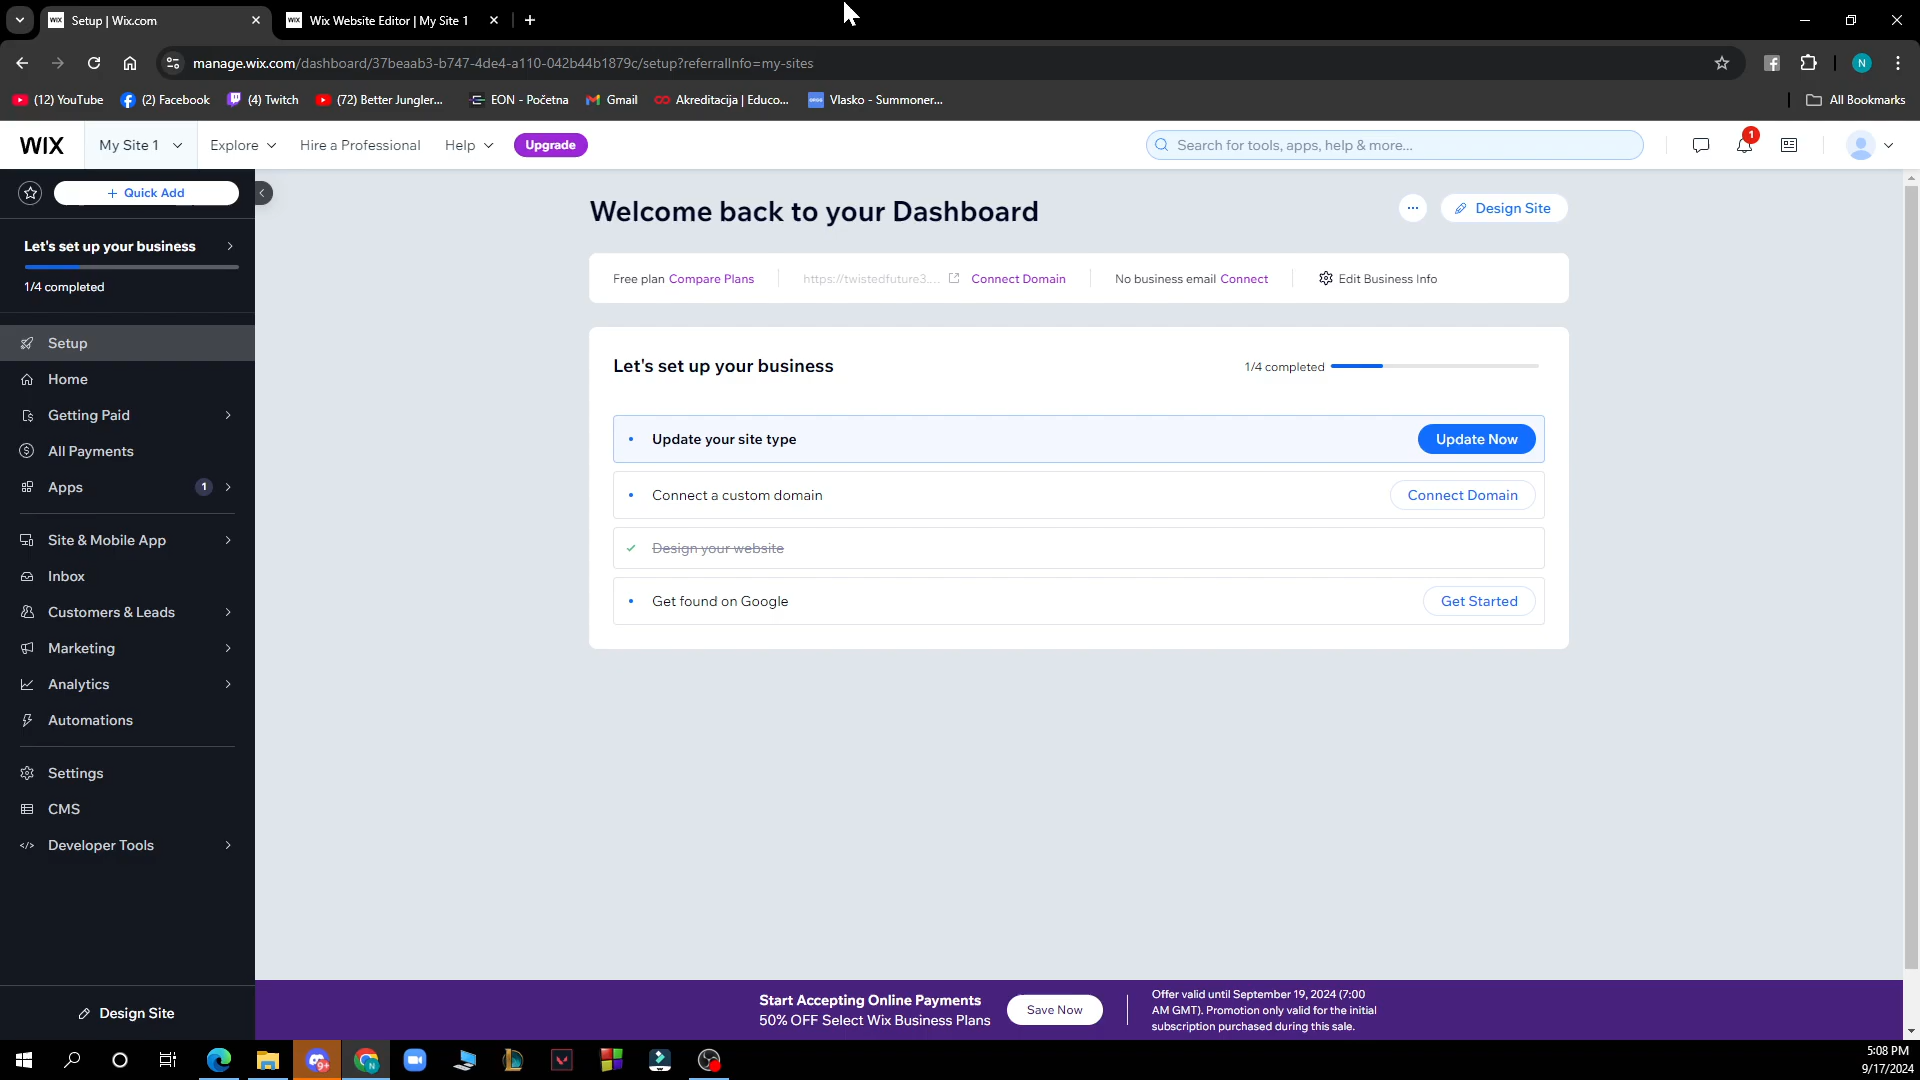 Setup | Wix.com
Wix Website Editor | My Site 1
manage.wix.com/dashboard/37beaab3-b747-4de4-a110-042b44b1879c/setup?referralInfo=my-sites
N
(12) YouTube
(2) Facebook
(4) Twitch
(72) Better Jungler...
EON - Početna
Gmail
Akreditacija | Educo...
Vlasko - Summoner...
All Bookmarks
WIX
My Site 1
Explore
Hire a Professional
Help
Upgrade
Search for tools, apps, help & more...
1
+ Quick Add
Let's set up your business
1/4 completed
Setup
Home
Getting Paid
All Payments
Apps
1
Site & Mobile App
Inbox
Customers & Leads
Marketing
Analytics
Automations
Settings
CMS
Developer Tools
Design Site
Welcome back to your Dashboard
Design Site
Free plan Compare Plans
https://twistedfuture3....
Connect Domain
No business email Connect
Edit Business Info
Let's set up your business
1/4 completed
Update your site type
Update Now
Connect a custom domain
Connect Domain
Design your website
Get found on Google
Get Started
Start Accepting Online Payments
50% OFF Select Wix Business Plans
Save Now
Offer valid until September 19, 2024 (7:00
AM GMT). Promotion only valid for the initial
subscription purchased during this sale.
9+
N
5:08 PM
9/17/2024